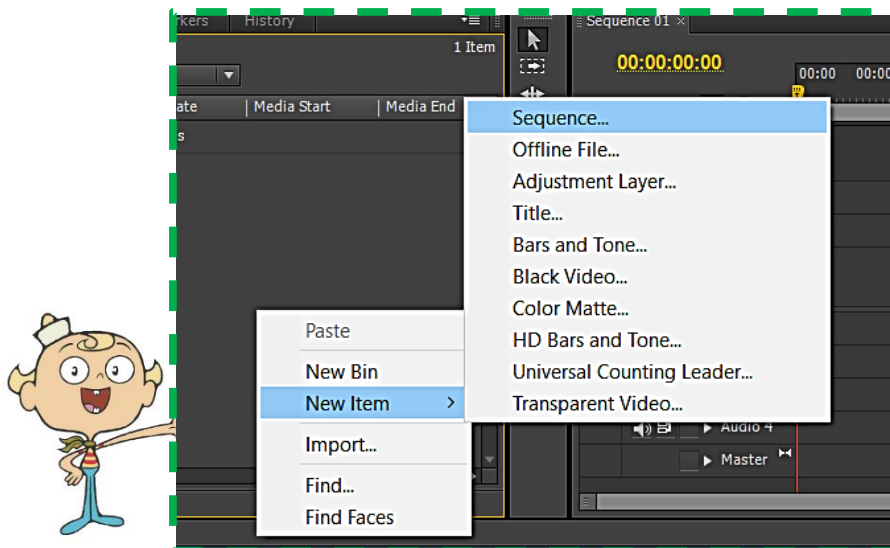 History
Sequence 01 ×
1 Item
00:00:00:00
00:00 00:00
Media Start Media End
Sequence...
Offline File...
Adjustment Layer...
Title...
Bars and Tone...
Black Video...
Color Matte...
HD Bars and Tone...
Universal Counting Leader...
Transparent Video...
Paste
New Bin
New Item >
Import...
Find...
Find Faces
Audio 4
Master